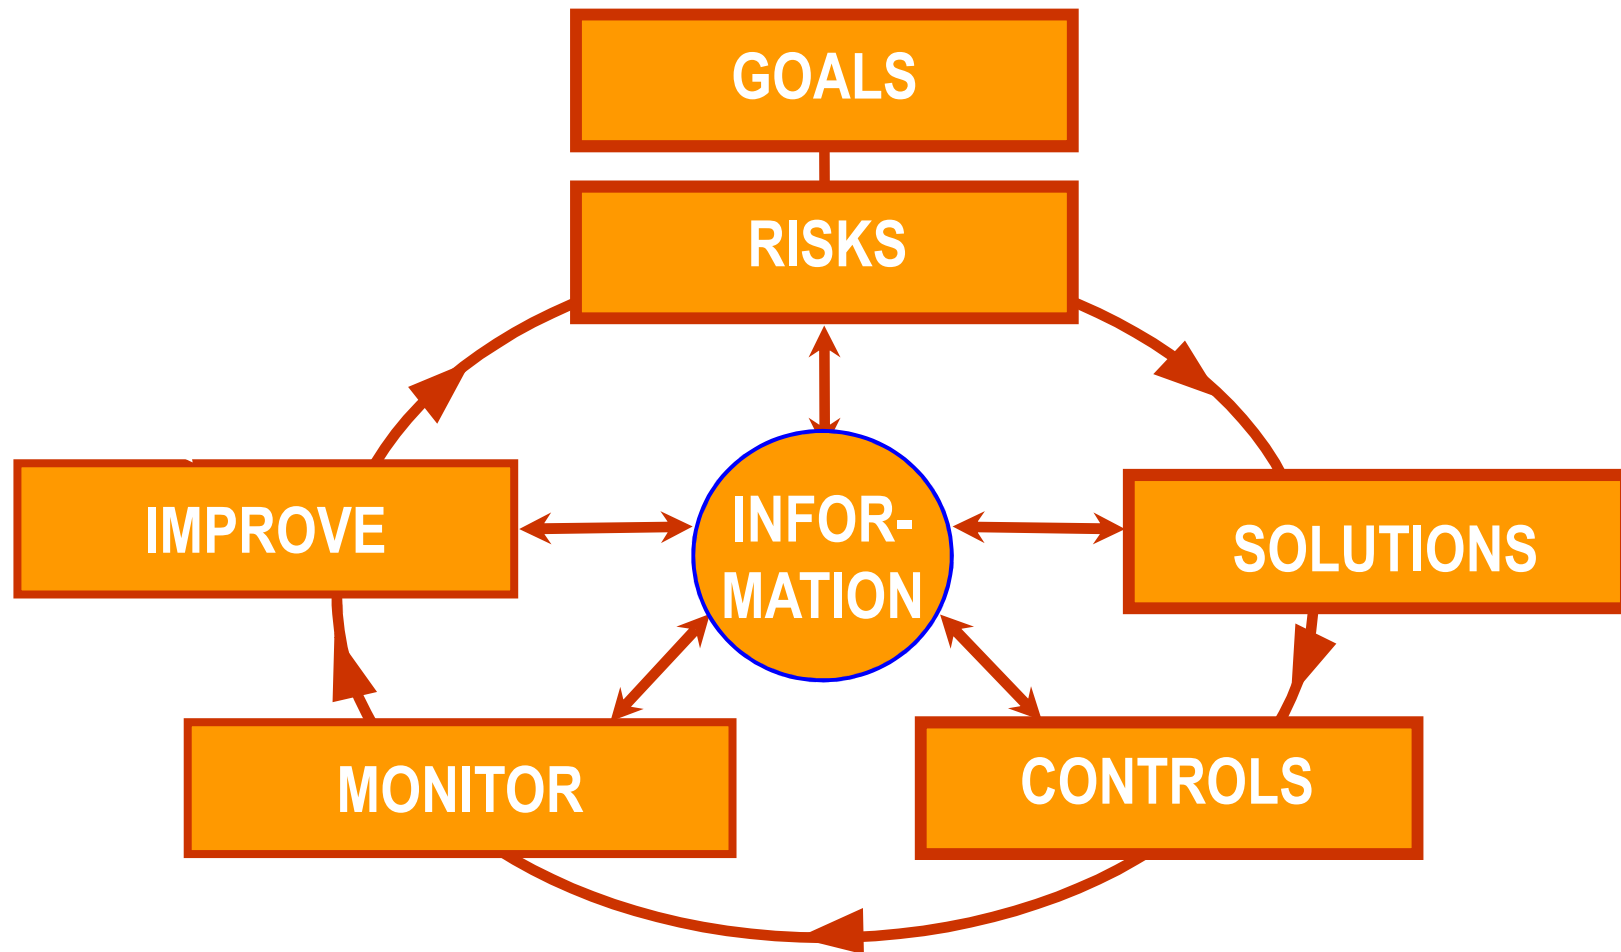 GOALS
RISKS
IMPROVE
INFOR-
MATION
SOLUTIONS
MONITOR
CONTROLS